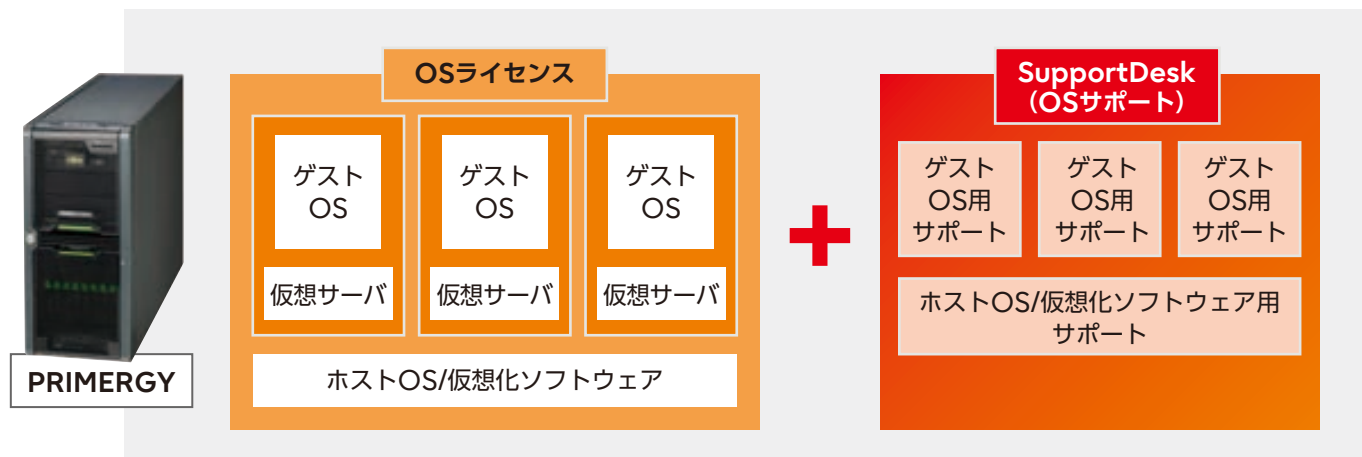 OSライセンス
ゲスト
OS
仮想サーバ
ゲスト
OS
仮想サーバ
ゲスト
OS
仮想サーバ
ホストOS/仮想化ソフトウェア
PRIMERGY
SupportDesk
（OSサポート）
ゲスト
OS用
サポート
ゲスト
OS用
サポート
ゲスト
OS用
サポート
ホストOS/仮想化ソフトウェア用
サポート